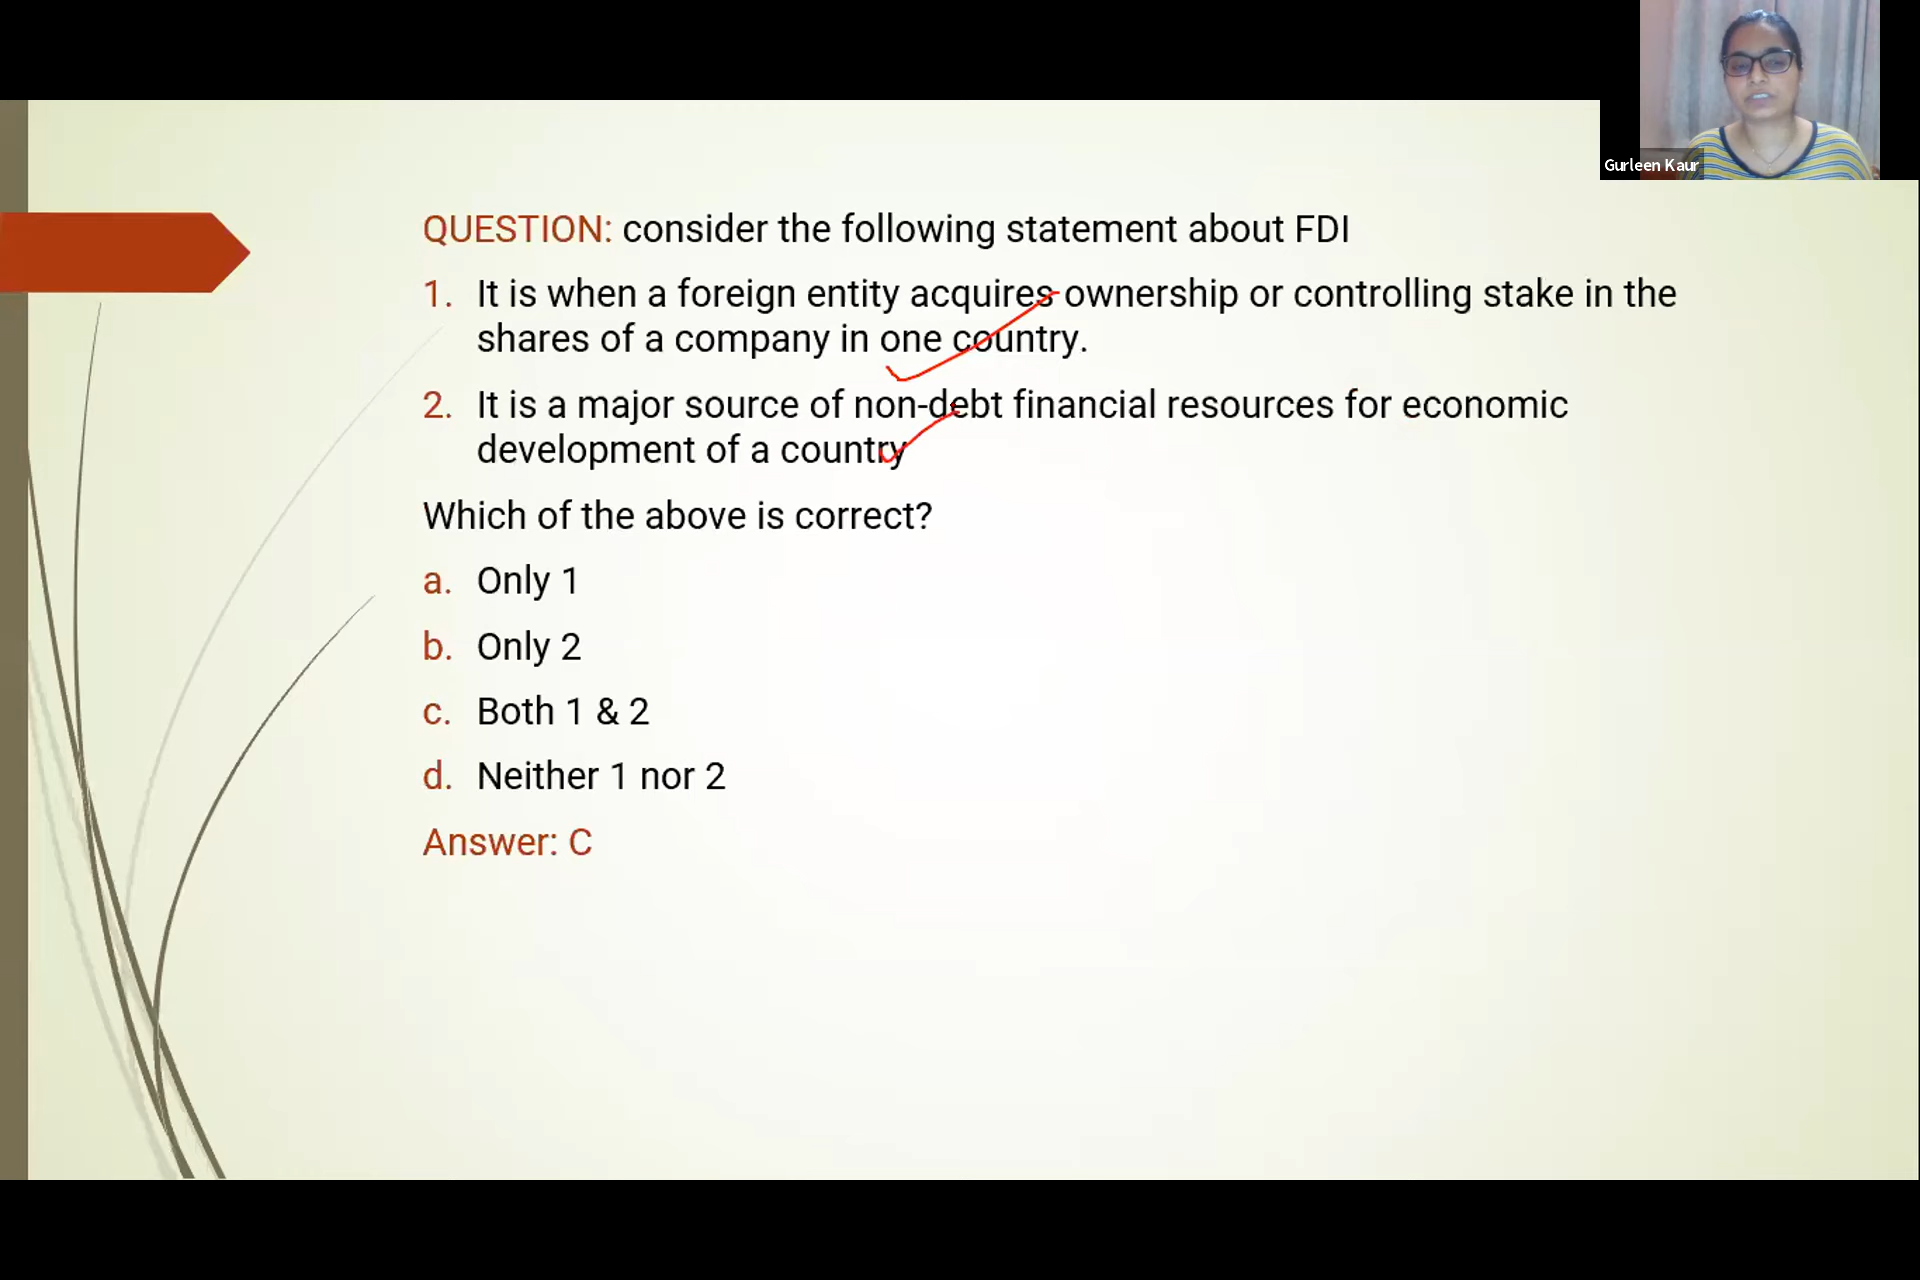 Gurleen Kaur
QUESTION: consider the following statement about FDI
1. It is when a foreign entity acquires ownership or controlling stake in the
shares of a company in one country.
2. It is a major source of non-debt financial resources for economic
development of a country
Which of the above is correct?
a. Only 1
b. Only 2
c. Both 1 & 2
d. Neither 1 nor 2
Answer: C